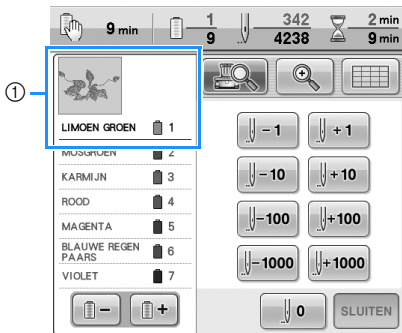 9 min
1
9
342
4238
2 min
9 min
1
LIMOEN GROEN 1
MOSGROEN 2
KARMIJN 3
ROOD 4
MAGENTA 5
BLAUWE REGEN
PAARS 6
VIOLET 7
-1
+1
-10
+10
-100
+100
-1000
+1000
-
+
0
SLUITEN